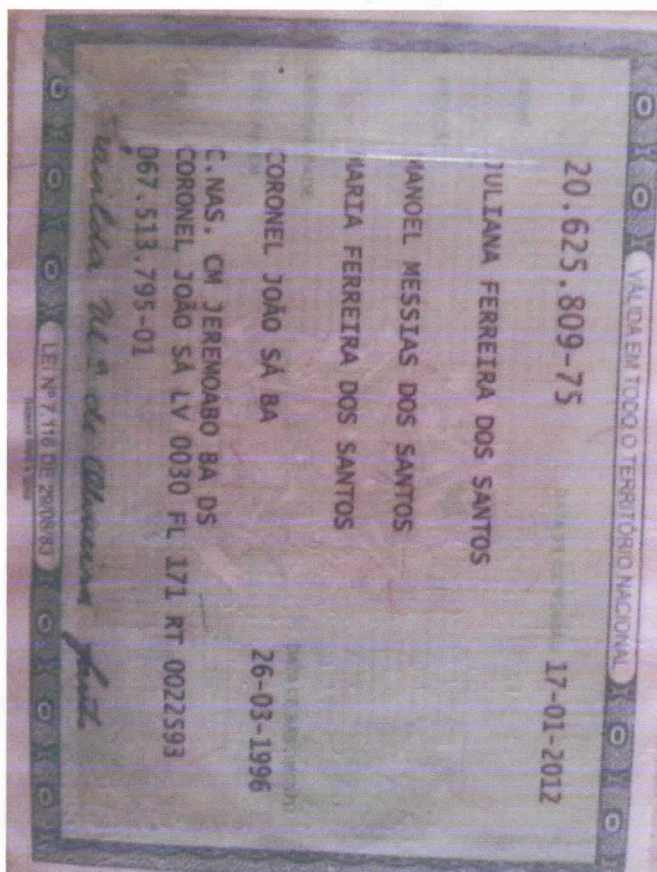 VÁLIDA EM TODO O TERRITÓRIO NACIONAL
20.625.809-75 17-01-2012
JULIANA FERREIRA DOS SANTOS
MANOEL MESSIAS DOS SANTOS
MARIA FERREIRA DOS SANTOS
CORONEL JOÃO SÁ BA 26-03-1996
C.NAS. CM JEREMOABO BA DS
CORONEL JOÃO SÁ LV 0030 FL 171 RT 0022593
067.513.795-01
LEI Nº 7.116 DE 29/08/83